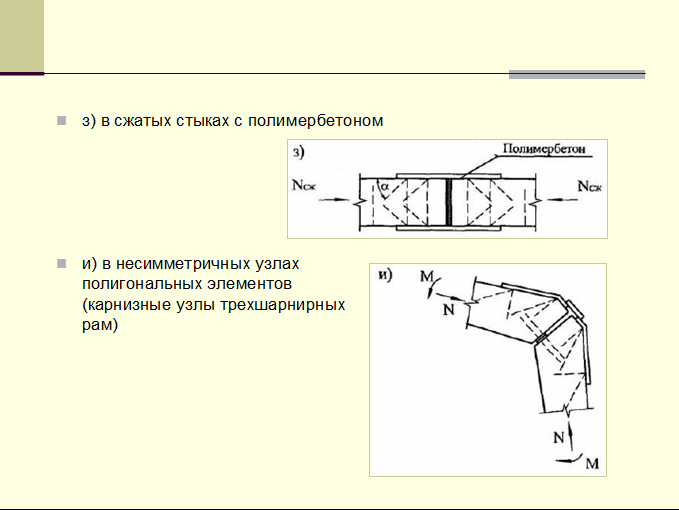 з) в сжатых стыках с полимербетоном
з)
Полимербетон
Nсж
α
Nсж
и) в несимметричных узлах
полигональных элементов
(карнизные узлы трехшарнирных
рам)
и)
M
N
N
M